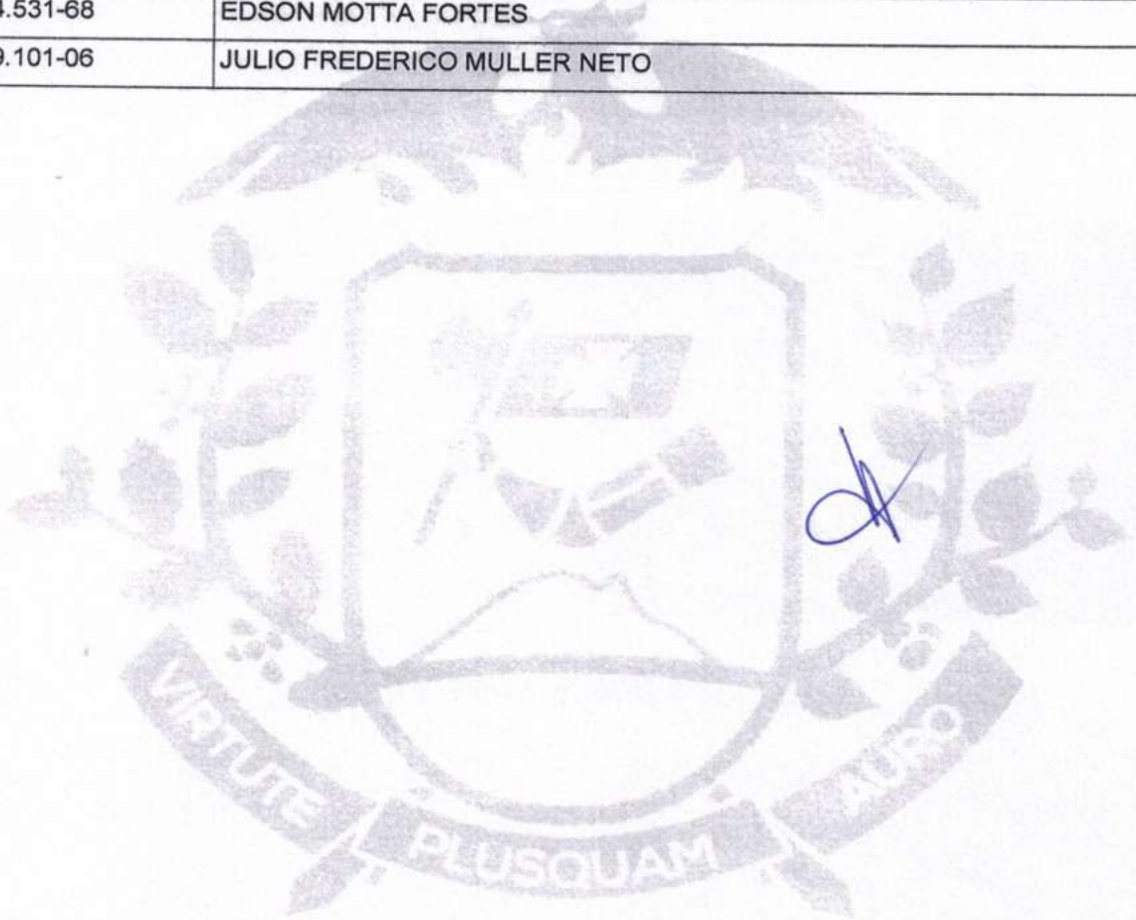 4.531-68 EDSON MOTTA FORTES
9.101-06 JULIO FREDERICO MULLER NETO
VIRTUTE PLUSQUAM AURO